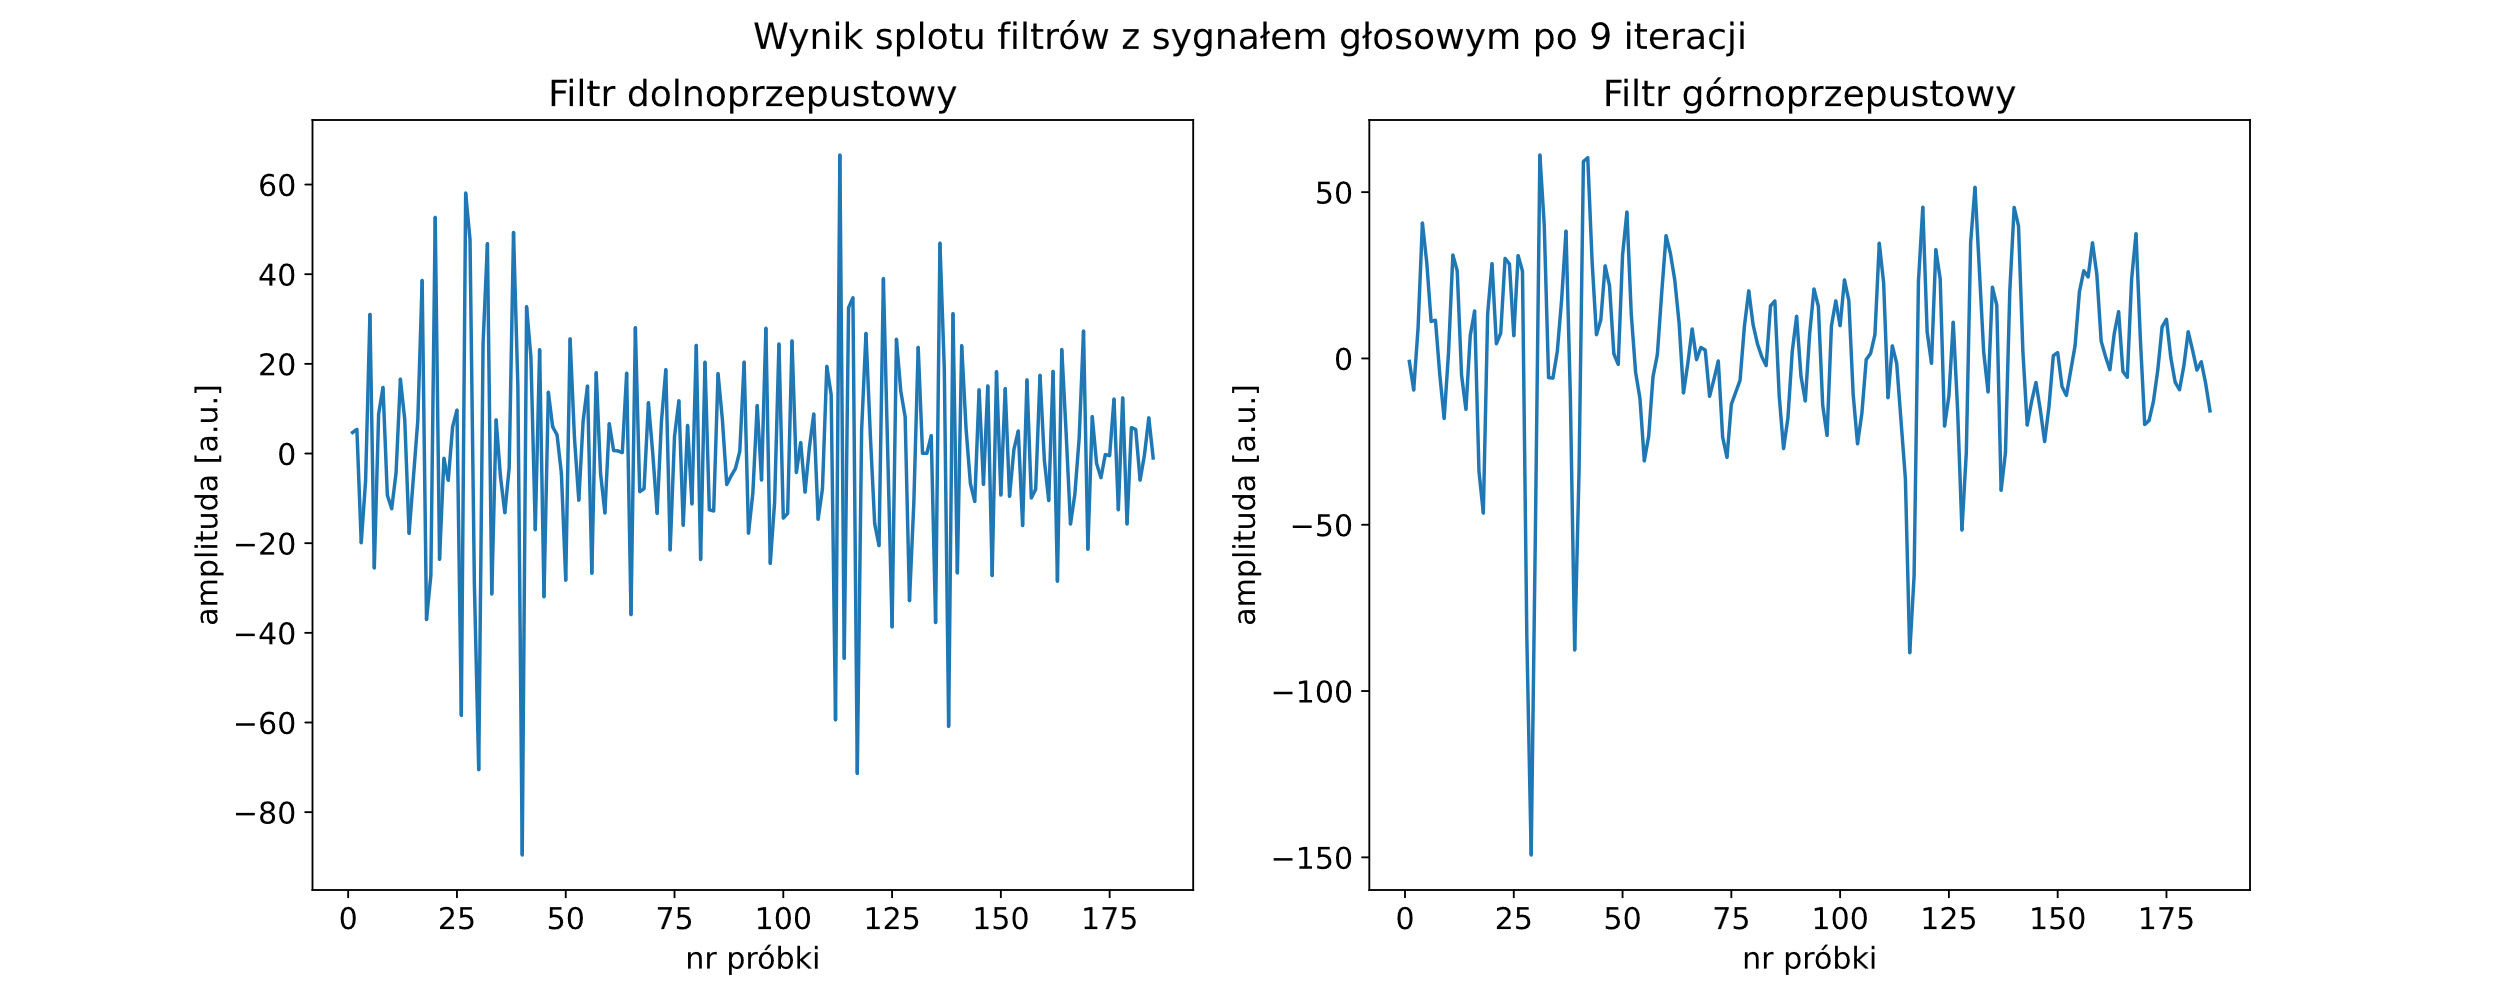 Wynik splotu filtrów z sygnałem głosowym po 9 iteracji
Filtr dolnoprzepustowy
amplituda [a.u.]
60
40
20
0
−20
−40
−60
−80
0 25 50 75 100 125 150 175
nr próbki
Filtr górnoprzepustowy
amplituda [a.u.]
50
0
−50
−100
−150
0 25 50 75 100 125 150 175
nr próbki